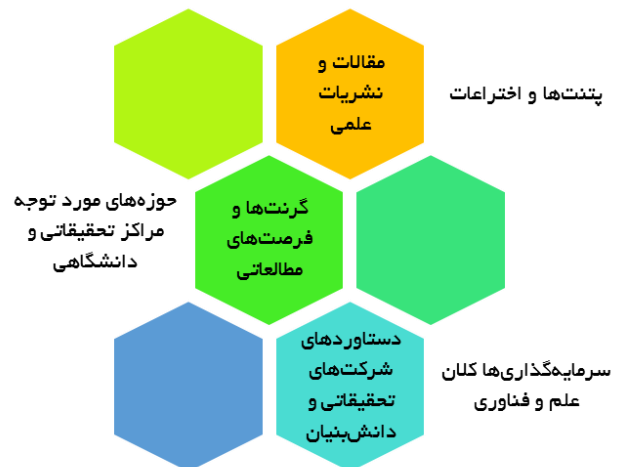 مقالات و
نشریات
علمی
پتنت‌ها و اختراعات
گرنت‌ها و
فرصت‌های
مطالعاتی
حوزه‌های مورد توجه
مراکز تحقیقاتی و
دانشگاهی
دستاوردهای
شرکت‌های
تحقیقاتی و
دانش‌بنیان
سرمایه‌گذاری‌ها کلان
علم و فناوری